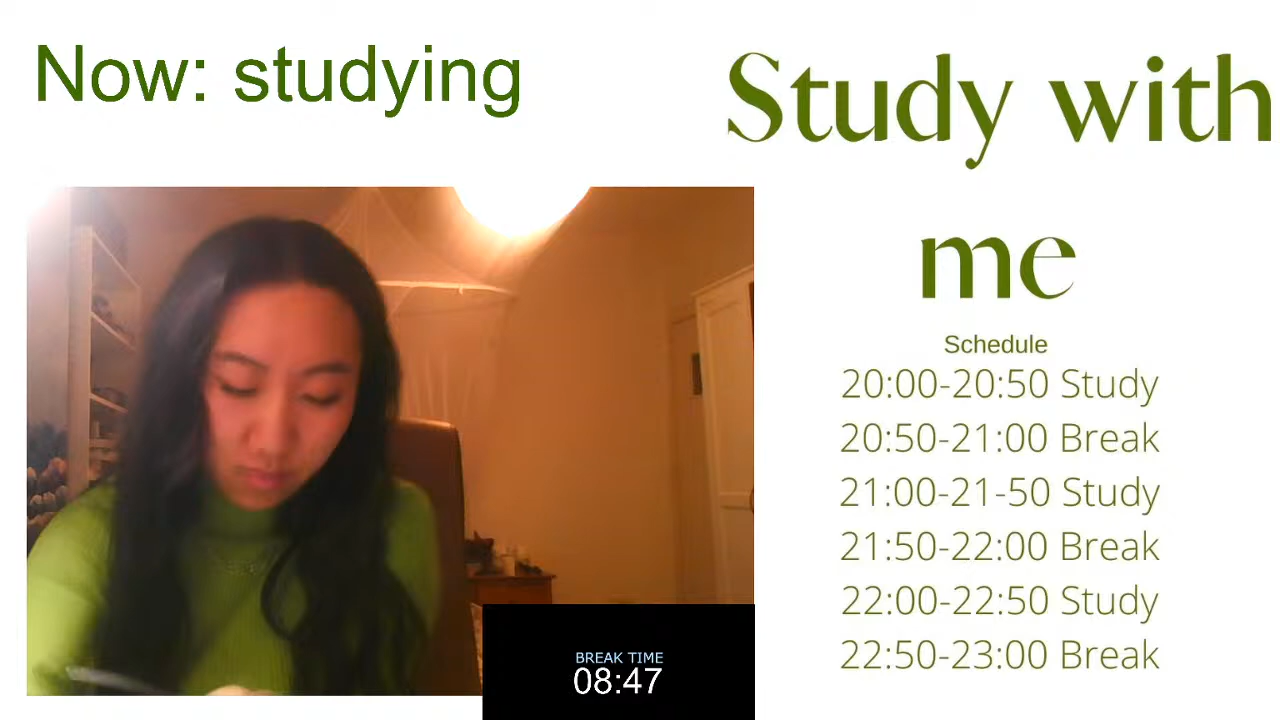 Now: studying
Study with
me
Schedule
20:00-20:50 Study
20:50-21:00 Break
21:00-21-50 Study
21:50-22:00 Break
22:00-22:50 Study
22:50-23:00 Break
BREAK TIME
08:47